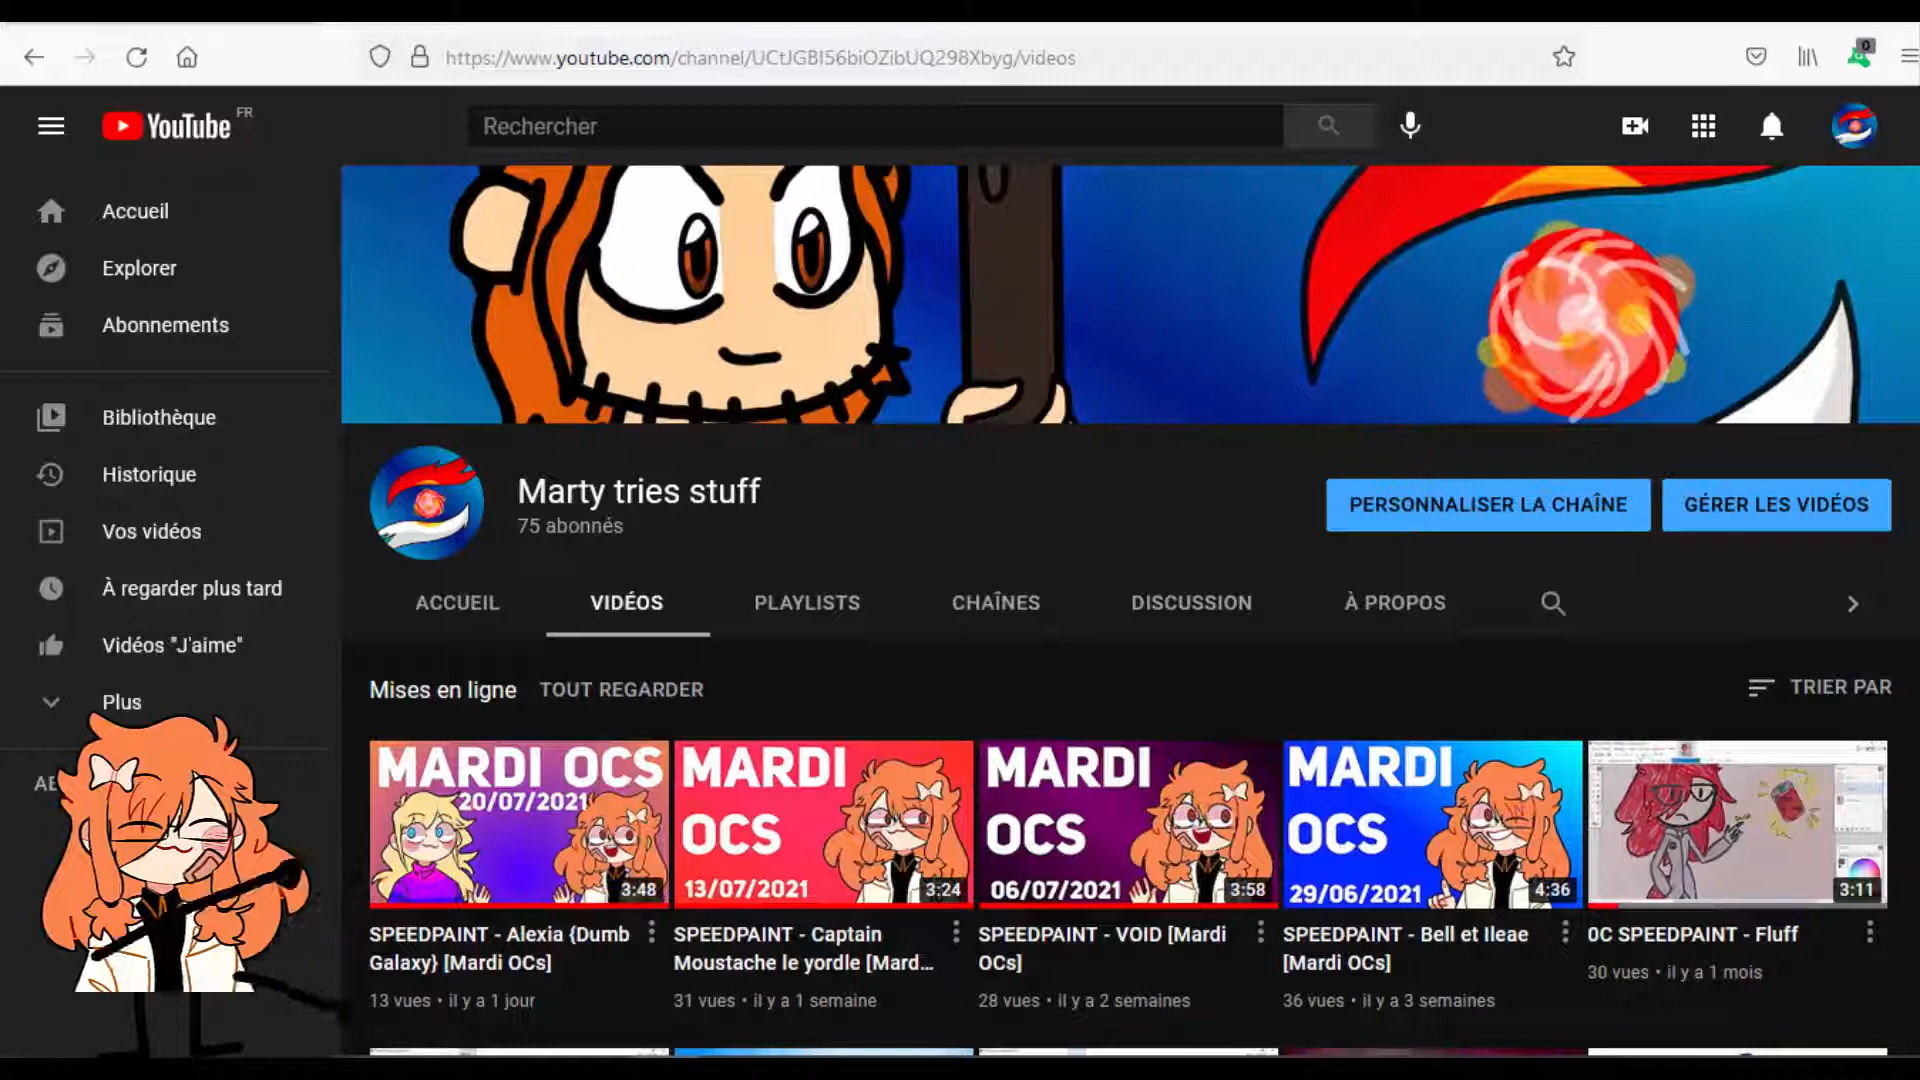 https://www.youtube.com/channel/UCtJGBI56biOZibUQ298Xbyg/videos
0
YouTube FR
Rechercher
Accueil
Explorer
Abonnements
Bibliothèque
Historique
Vos vidéos
À regarder plus tard
Vidéos "J'aime"
Plus
Marty tries stuff
75 abonnés
PERSONNALISER LA CHAÎNE
GÉRER LES VIDÉOS
ACCUEIL
VIDÉOS
PLAYLISTS
CHAÎNES
DISCUSSION
À PROPOS
Mises en ligne
TOUT REGARDER
TRIER PAR
MARDI OCS
20/07/2021
3:48
SPEEDPAINT - Alexia {Dumb
Galaxy} [Mardi OCs]
13 vues • il y a 1 jour
MARDI
OCS
13/07/2021
3:24
SPEEDPAINT - Captain
Moustache le yordle [Mard...
31 vues • il y a 1 semaine
MARDI
OCS
06/07/2021
3:58
SPEEDPAINT - VOID [Mardi
OCs]
28 vues • il y a 2 semaines
MARDI
OCS
29/06/2021
4:36
SPEEDPAINT - Bell et Ileae
[Mardi OCs]
36 vues • il y a 3 semaines
3:11
OC SPEEDPAINT - Fluff
30 vues • il y a 1 mois